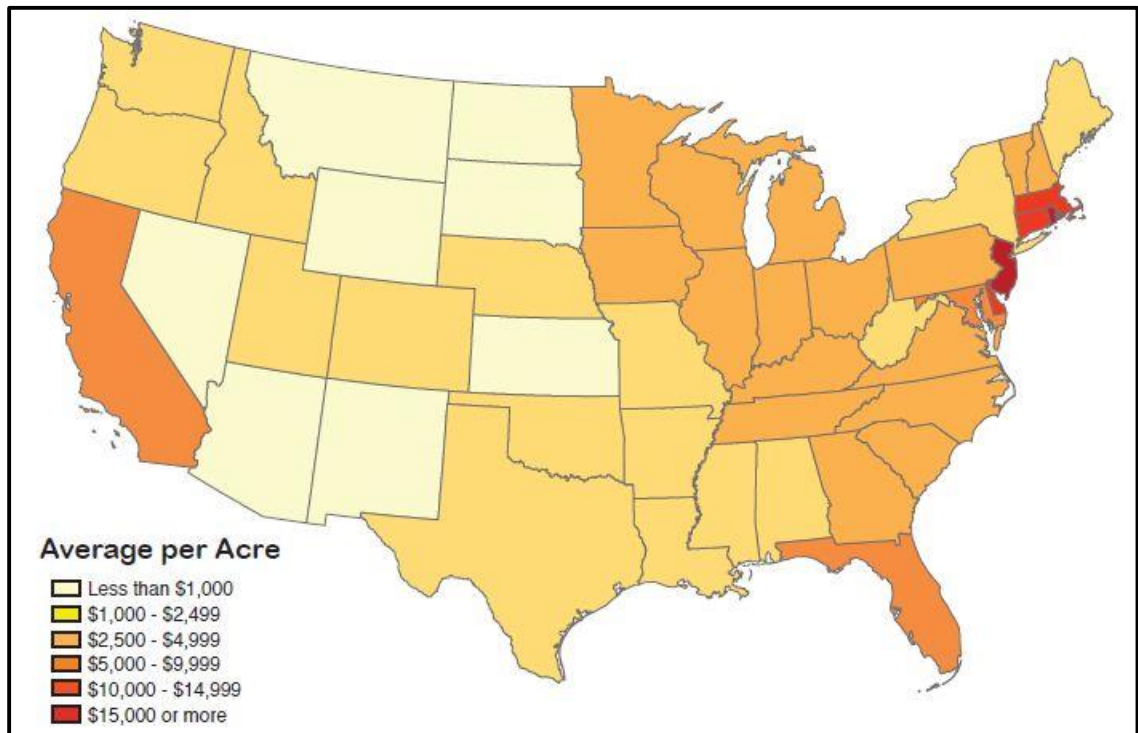 Average per Acre
Less than $1,000
$1,000 - $2,499
$2,500 - $4,999
$5,000 - $9,999
$10,000 - $14,999
$15,000 or more